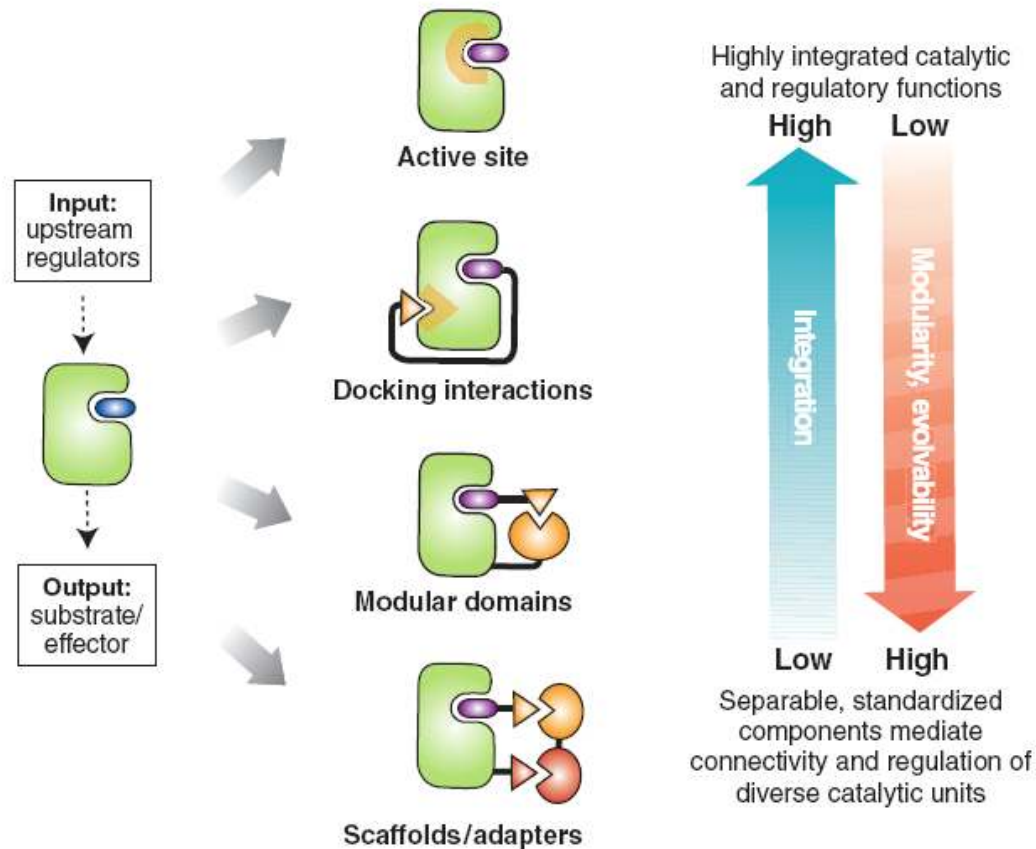 Input:
upstream
regulators
Output:
substrate/
effector
Active site
Docking interactions
Modular domains
Scaffolds/adapters
Highly integrated catalytic
and regulatory functions
High Low
Integration
Modularity, evolvability
Low High
Separable, standardized
components mediate
connectivity and regulation of
diverse catalytic units